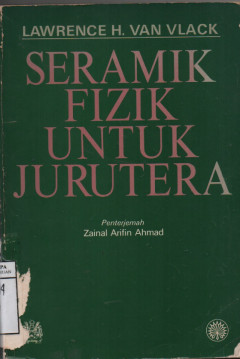 LAWRENCE H. VAN VLACK
SERAMIK
FIZIK
UNTUK
JURUTERA
Penterjemah
Zainal Arifin Ahmad